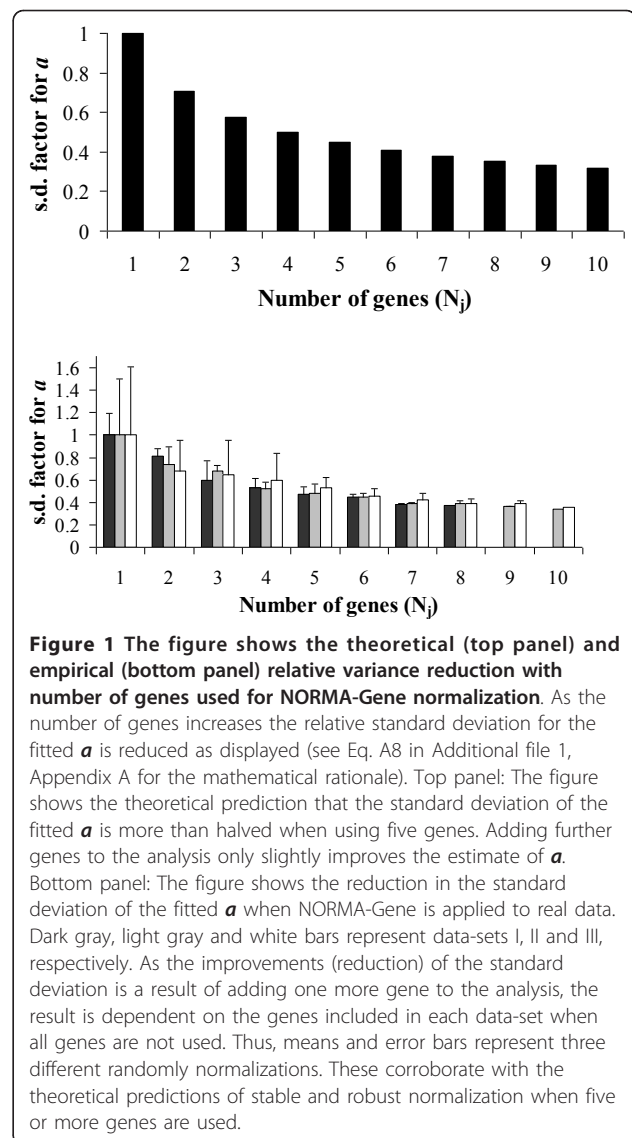 1
0.8
0.6
0.4
0.2
0
s.d. factor for a
1 2 3 4 5 6 7 8 9 10
Number of genes (Nj)
1.6
1.4
1.2
1
0.8
0.6
0.4
0.2
0
s.d. factor for a
1 2 3 4 5 6 7 8 9 10
Number of genes (Nj)
Figure 1 The figure shows the theoretical (top panel) and
empirical (bottom panel) relative variance reduction with
number of genes used for NORMA-Gene normalization. As the
number of genes increases the relative standard deviation for the
fitted a is reduced as displayed (see Eq. A8 in Additional file 1,
Appendix A for the mathematical rationale). Top panel: The figure
shows the theoretical prediction that the standard deviation of the
fitted a is more than halved when using five genes. Adding further
genes to the analysis only slightly improves the estimate of a.
Bottom panel: The figure shows the reduction in the standard
deviation of the fitted a when NORMA-Gene is applied to real data.
Dark gray, light gray and white bars represent data-sets I, II and III,
respectively. As the improvements (reduction) of the standard
deviation is a result of adding one more gene to the analysis, the
result is dependent on the genes included in each data-set when
all genes are not used. Thus, means and error bars represent three
different randomly normalizations. These corroborate with the
theoretical predictions of stable and robust normalization when five
or more genes are used.